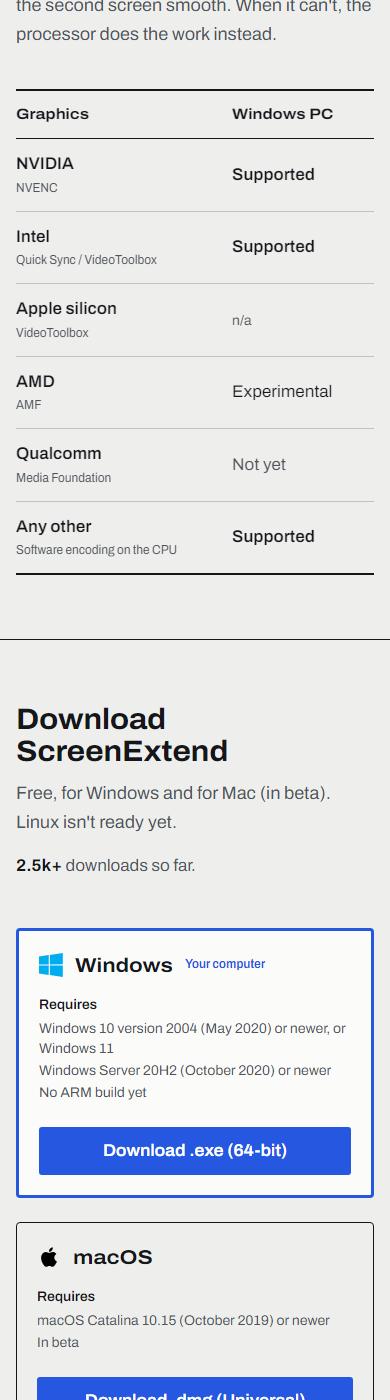 the second screen smooth. When it can't, the
processor does the work instead.
Graphics Windows PC
NVIDIA
NVENC
Supported
Intel
Quick Sync / VideoToolbox
Supported
Apple silicon
VideoToolbox
n/a
AMD
AMF
Experimental
Qualcomm
Media Foundation
Not yet
Any other
Software encoding on the CPU
Supported
Download
ScreenExtend
Free, for Windows and for Mac (in beta).
Linux isn't ready yet.
2.5k+ downloads so far.
Windows Your computer
Requires
Windows 10 version 2004 (May 2020) or newer, or
Windows 11
Windows Server 20H2 (October 2020) or newer
No ARM build yet
Download .exe (64-bit)
macOS
Requires
macOS Catalina 10.15 (October 2019) or newer
In beta
Download .dmg (Universal)